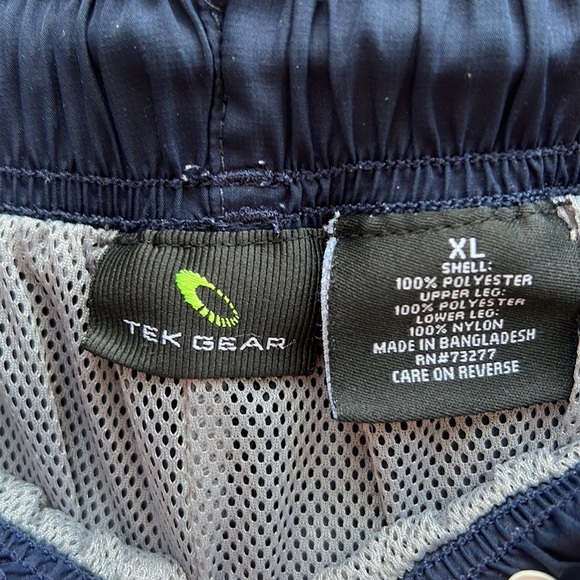 TEK GEAR
XL
SHELL:
100% POLYESTER
UPPER LEG:
100% POLYESTER
LOWER LEG:
100% NYLON
MADE IN BANGLADESH
RN#73277
CARE ON REVERSE